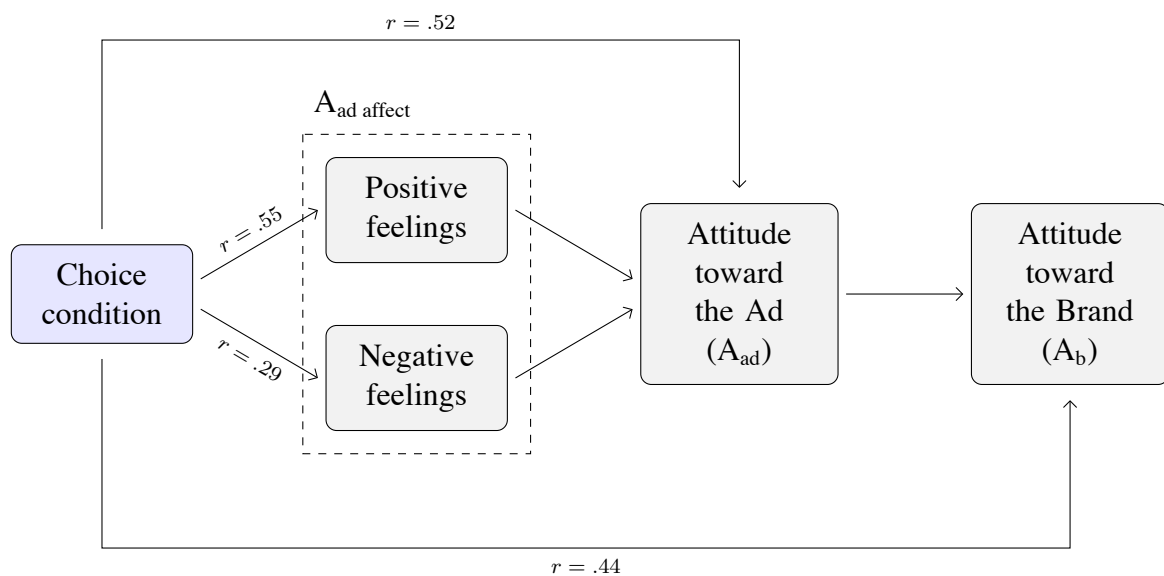 r = .52
A_ad affect
Positive
feelings
r = .55
Choice
condition
r = .29
Negative
feelings
Attitude
toward
the Ad
(A_ad)
Attitude
toward
the Brand
(A_b)
r = .44